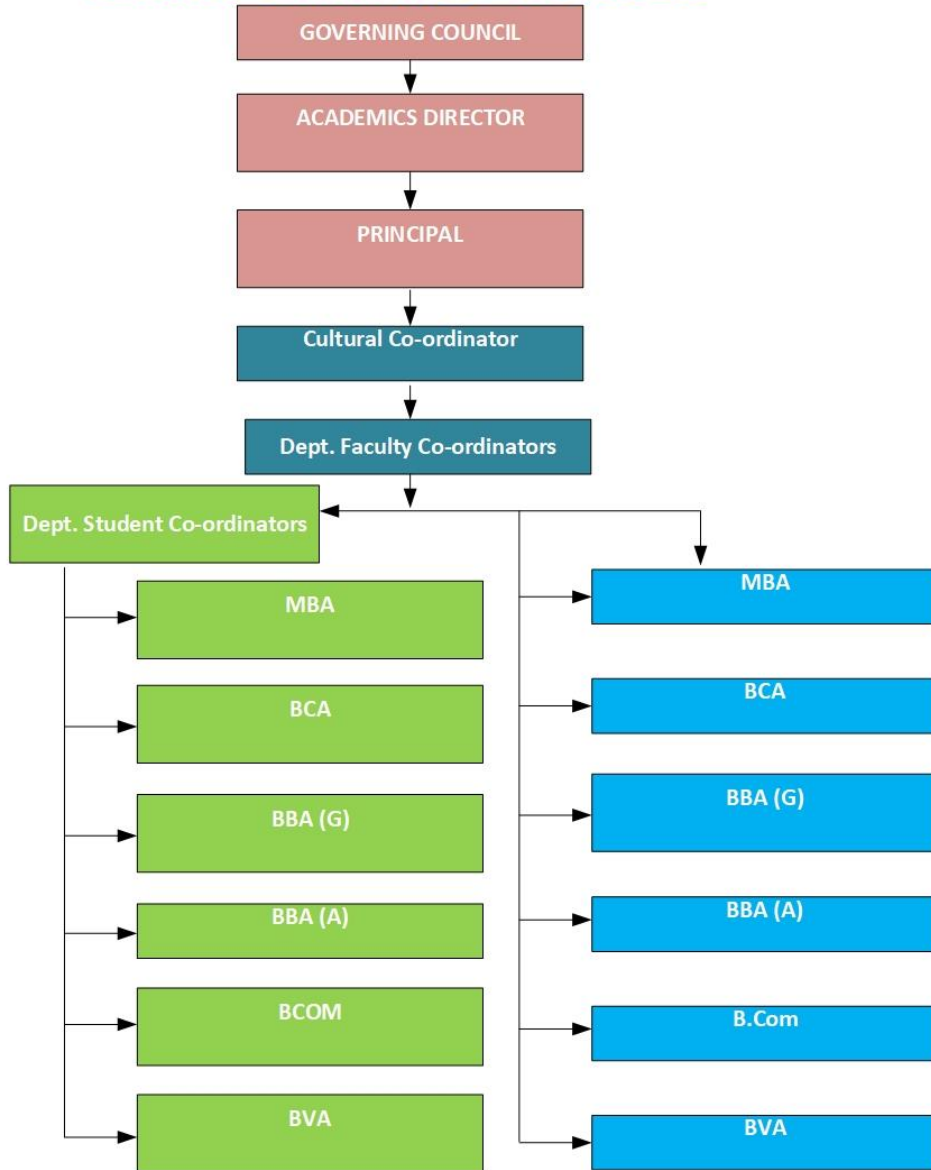 GOVERNING COUNCIL
ACADEMICS DIRECTOR
PRINCIPAL
Cultural Co-ordinator
Dept. Faculty Co-ordinators
Dept. Student Co-ordinators
MBA
BCA
BBA (G)
BBA (A)
BCOM
BVA
MBA
BCA
BBA (G)
BBA (A)
B.Com
BVA